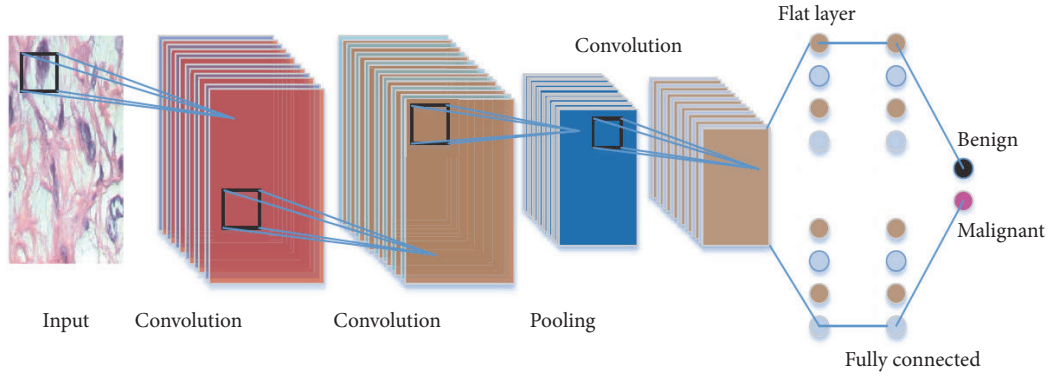 Flat layer
Convolution
Benign
Malignant
Input
Convolution
Convolution
Pooling
Fully connected